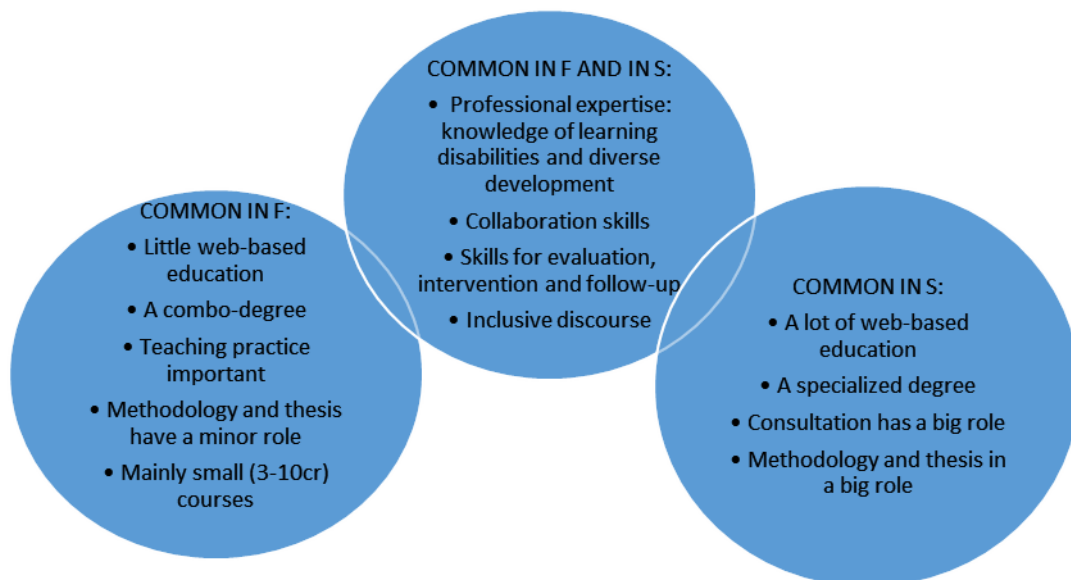 COMMON IN F AND IN S:
• Professional expertise:
knowledge of learning
disabilities and diverse
development
• Collaboration skills
• Skills for evaluation,
intervention and follow-up
• Inclusive discourse
COMMON IN F:
• Little web-based
education
• A combo-degree
• Teaching practice
important
• Methodology and thesis
have a minor role
• Mainly small (3-10cr)
courses
COMMON IN S:
• A lot of web-based
education
• A specialized degree
• Consultation has a big role
• Methodology and thesis in
a big role